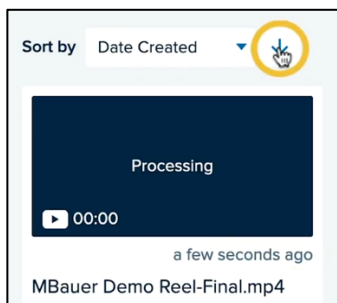 Sort by Date Created
Processing
00:00
a few seconds ago
MBauer Demo Reel-Final.mp4